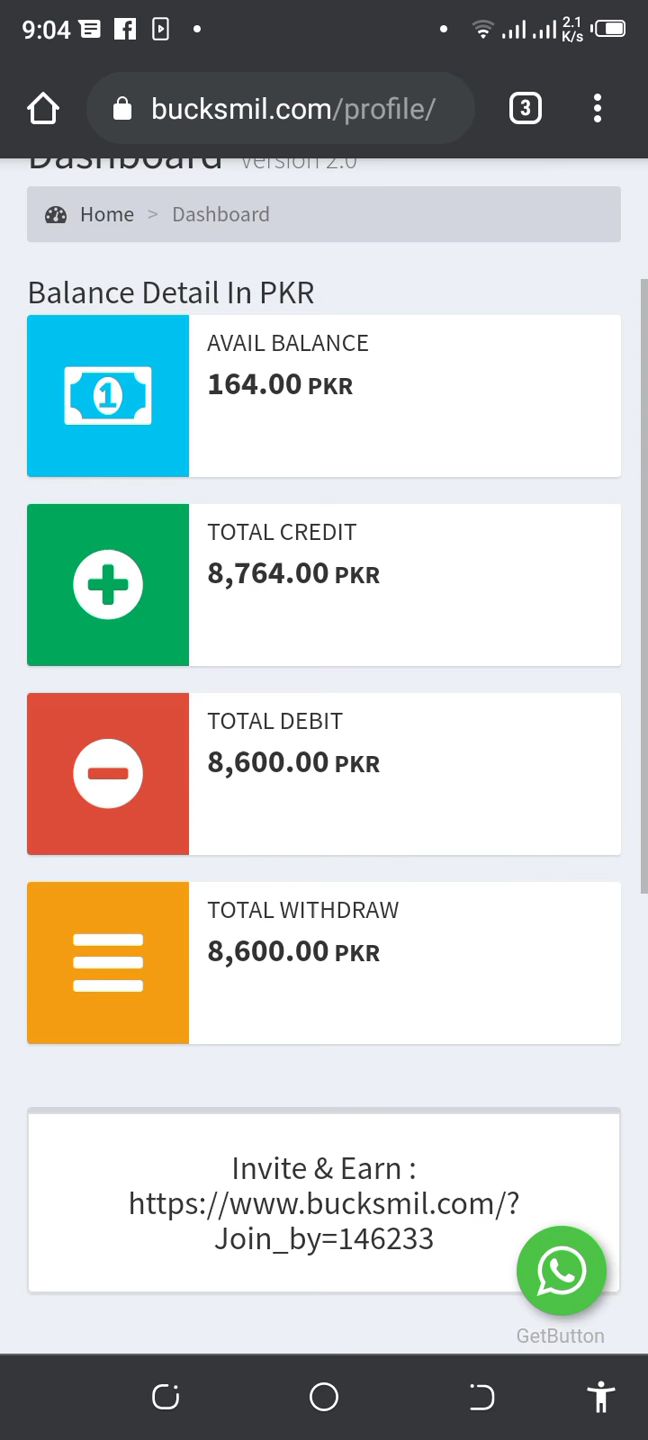 9:04
2.1
K/s
bucksmil.com/profile/
3
Dashboard Version 2.0
Home > Dashboard
Balance Detail In PKR
1
AVAIL BALANCE
164.00 PKR
TOTAL CREDIT
8,764.00 PKR
TOTAL DEBIT
8,600.00 PKR
TOTAL WITHDRAW
8,600.00 PKR
Invite & Earn :
https://www.bucksmil.com/?
Join_by=146233
GetButton